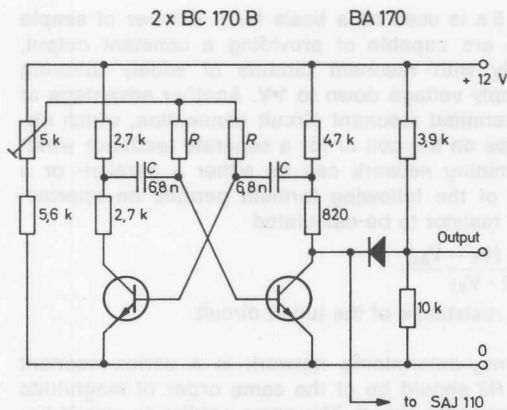 2 x BC 170 B
BA 170
+ 12 V
2,7 k
R
R
4,7 k
3,9 k
C
C
6,8 n
6,8 n
5,6 k
2,7 k
820
Output
10 k
0
to SAJ 110